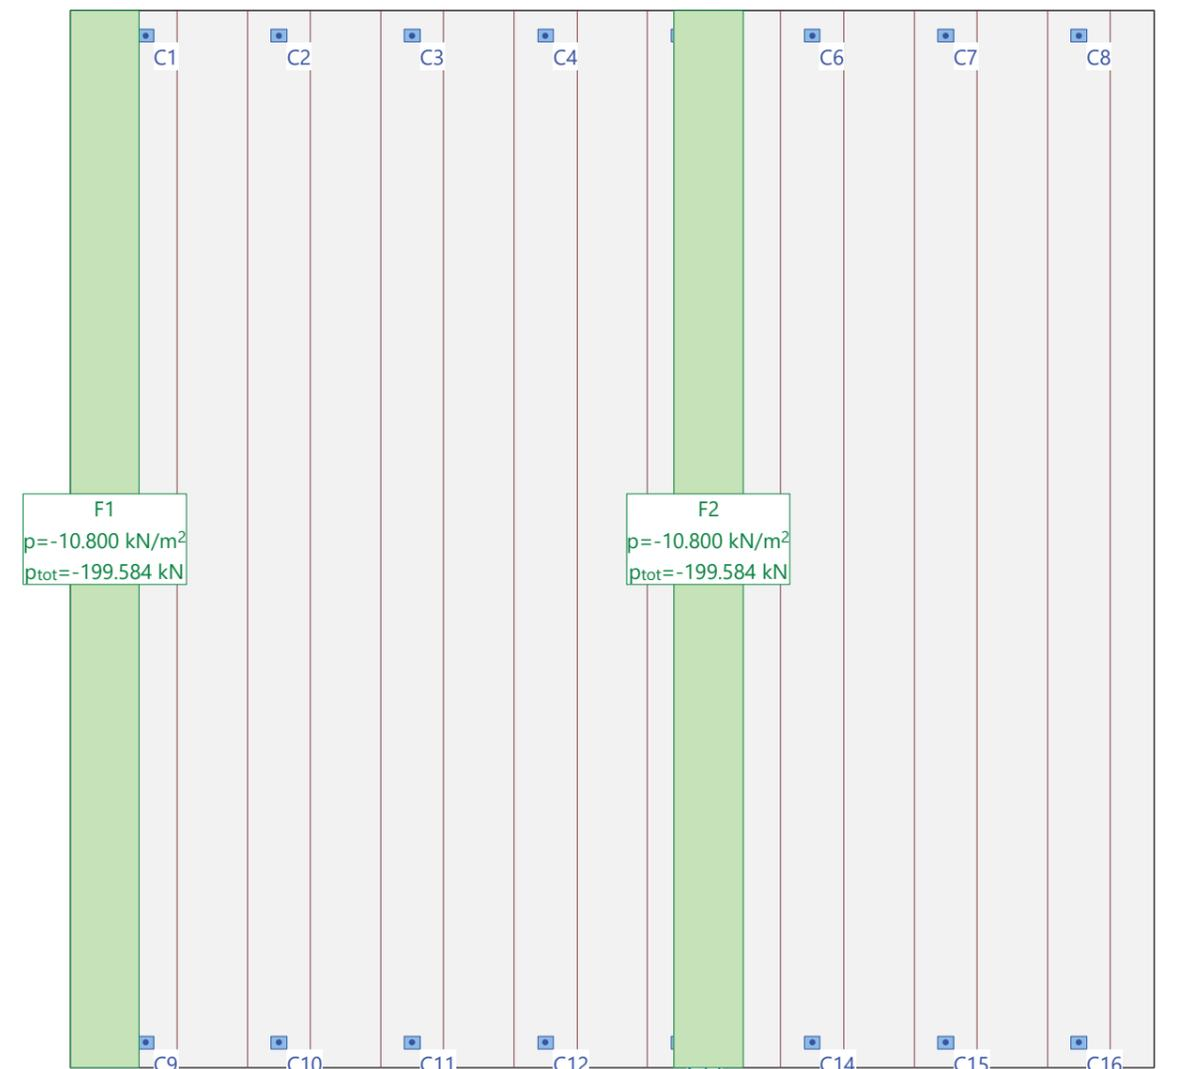 C1 C2 C3 C4 C6 C7 C8
F1 F2
p=-10.800 kN/m² p=-10.800 kN/m²
ptot=-199.584 kN ptot=-199.584 kN
C9 C10 C11 C12 C14 C15 C16